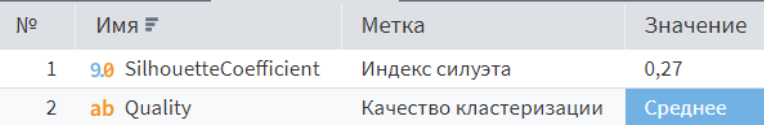 № Имя Метка Значение
1 9.0 SilhouetteCoefficient Индекс силуэта 0,27
2 ab Quality Качество кластеризации Среднее